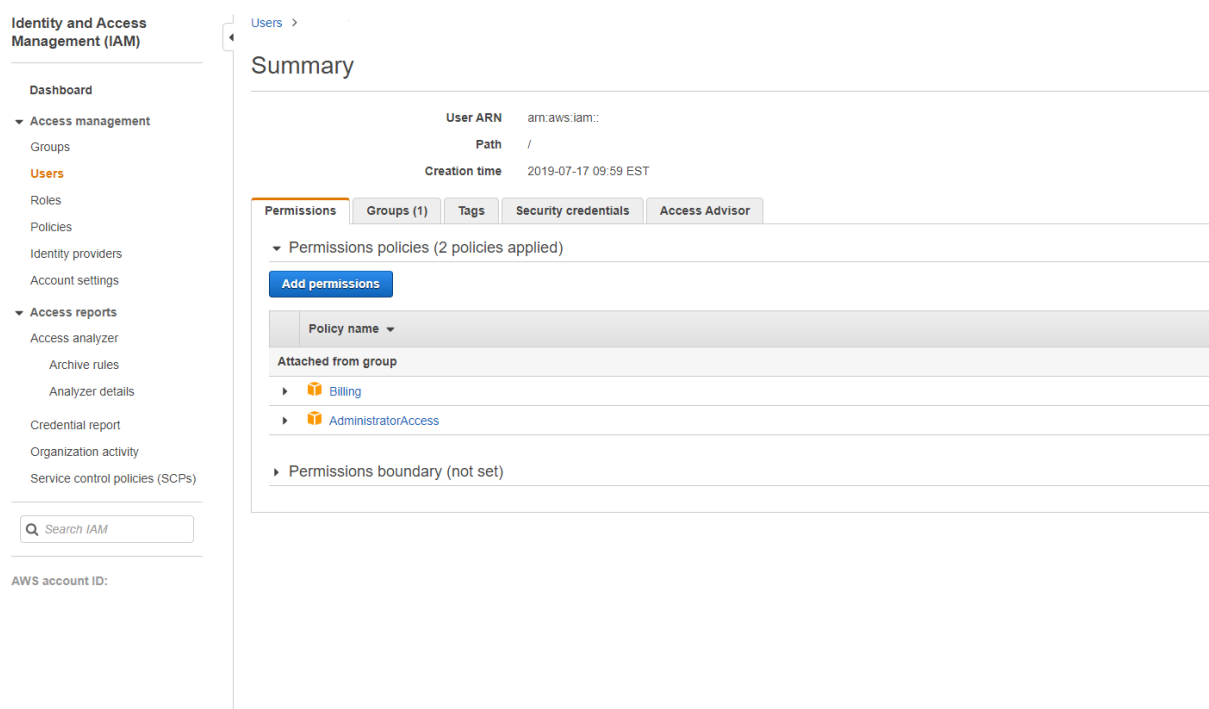 Identity and Access
Management (IAM)
Dashboard
Access management
Groups
Users
Roles
Policies
Identity providers
Account settings
Access reports
Access analyzer
Archive rules
Analyzer details
Credential report
Organization activity
Service control policies (SCPs)
Search IAM
AWS account ID:
Users >
Summary
User ARN arn:aws:iam::
Path /
Creation time 2019-07-17 09:59 EST
Permissions Groups (1) Tags Security credentials Access Advisor
Permissions policies (2 policies applied)
Add permissions
Policy name
Attached from group
Billing
AdministratorAccess
Permissions boundary (not set)